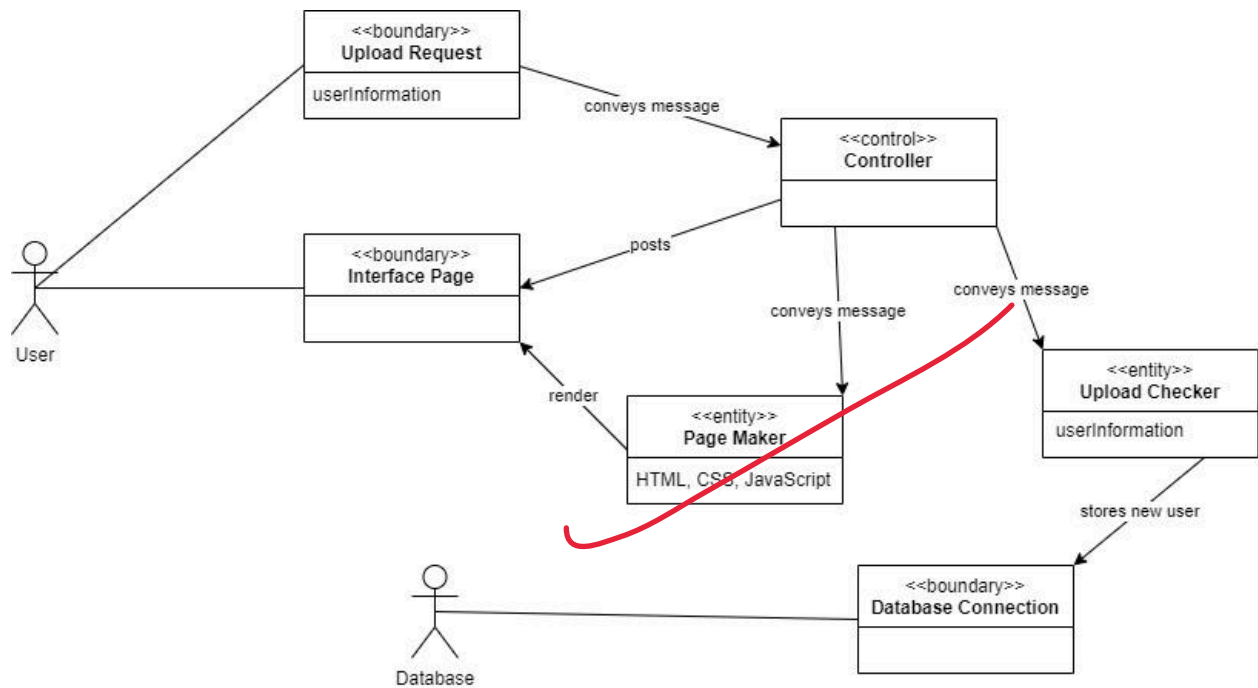 <<boundary>>
Upload Request
userInformation
conveys message
<<control>>
Controller
posts
<<boundary>>
Interface Page
User
conveys message
conveys message
render
<<entity>>
Page Maker
HTML, CSS, JavaScript
<<entity>>
Upload Checker
userInformation
stores new user
<<boundary>>
Database Connection
Database